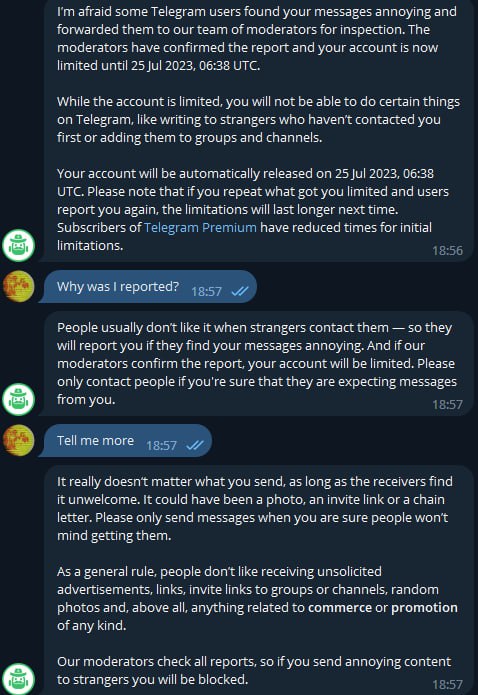 I'm afraid some Telegram users found your messages annoying and
forwarded them to our team of moderators for inspection. The
moderators have confirmed the report and your account is now
limited until 25 Jul 2023, 06:38 UTC.
While the account is limited, you will not be able to do certain things
on Telegram, like writing to strangers who haven't contacted you
first or adding them to groups and channels.
Your account will be automatically released on 25 Jul 2023, 06:38
UTC. Please note that if you repeat what got you limited and users
report you again, the limitations will last longer next time.
Subscribers of Telegram Premium have reduced times for initial
limitations.
18:56
Why was I reported?
18:57
People usually don't like it when strangers contact them — so they
will report you if they find your messages annoying. And if our
moderators confirm the report, your account will be limited. Please
only contact people if you're sure that they are expecting messages
from you.
18:57
Tell me more
18:57
It really doesn't matter what you send, as long as the receivers find
it unwelcome. It could have been a photo, an invite link or a chain
letter. Please only send messages when you are sure people won't
mind getting them.
As a general rule, people don't like receiving unsolicited
advertisements, links, invite links to groups or channels, random
photos and, above all, anything related to commerce or promotion
of any kind.
Our moderators check all reports, so if you send annoying content
to strangers you will be blocked.
18:57